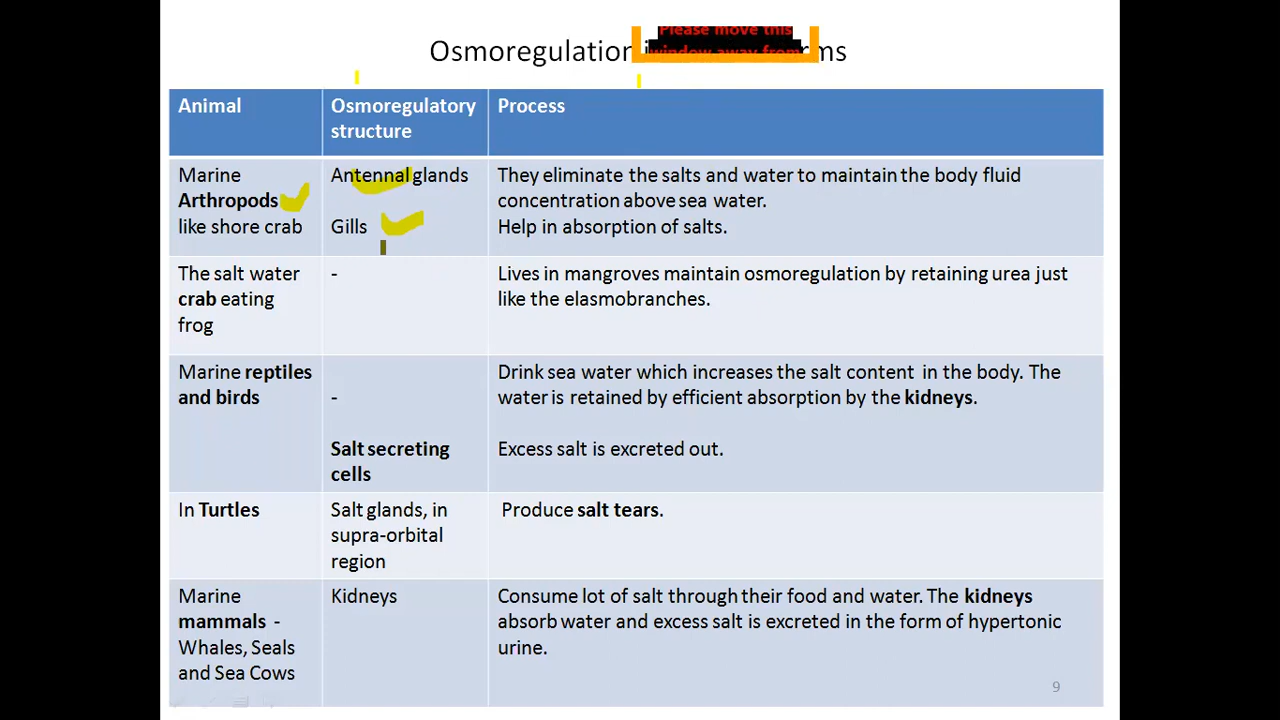 Osmoregulation
Please move this
window away from
Animal
Osmoregulatory
structure
Process
Marine
Arthropods
like shore crab
Antennal glands
Gills
They eliminate the salts and water to maintain the body fluid
concentration above sea water.
Help in absorption of salts.
The salt water
crab eating
frog
-
Lives in mangroves maintain osmoregulation by retaining urea just
like the elasmobranches.
Marine reptiles
and birds
-
Salt secreting
cells
Drink sea water which increases the salt content in the body. The
water is retained by efficient absorption by the kidneys.
Excess salt is excreted out.
In Turtles
Salt glands, in
supra-orbital
region
Produce salt tears.
Marine
mammals -
Whales, Seals
and Sea Cows
Kidneys
Consume lot of salt through their food and water. The kidneys
absorb water and excess salt is excreted in the form of hypertonic
urine.
9